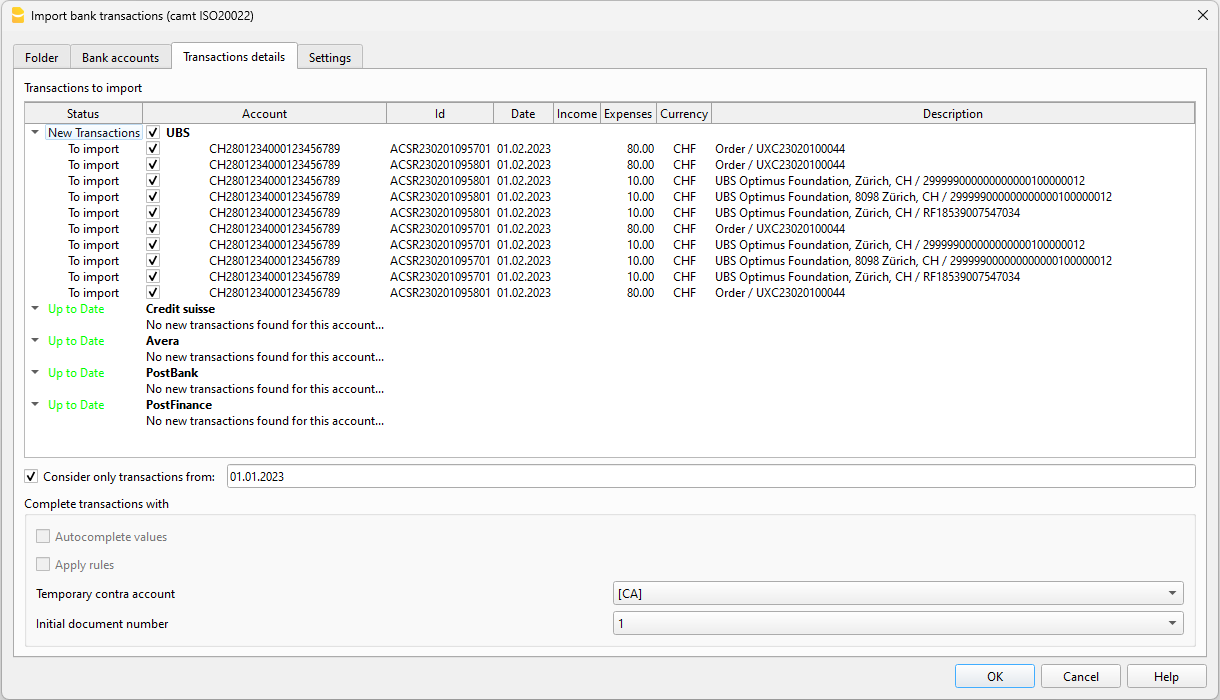 Import bank transactions (camt ISO20022)
Folder Bank accounts Transactions details Settings
Transactions to import
Status Account Id Date Income Expenses Currency Description
New Transactions UBS
To import CH2801234000123456789 ACSR230201095701 01.02.2023 80.00 CHF Order / UXC23020100044
To import CH2801234000123456789 ACSR230201095801 01.02.2023 80.00 CHF Order / UXC23020100044
To import CH2801234000123456789 ACSR230201095701 01.02.2023 10.00 CHF UBS Optimus Foundation, Zürich, CH / 299999000000000000100000012
To import CH2801234000123456789 ACSR230201095801 01.02.2023 10.00 CHF UBS Optimus Foundation, 8098 Zürich, CH / 299999000000000000100000012
To import CH2801234000123456789 ACSR230201095801 01.02.2023 10.00 CHF UBS Optimus Foundation, Zürich, CH / RF18539007547034
To import CH2801234000123456789 ACSR230201095701 01.02.2023 80.00 CHF Order / UXC23020100044
To import CH2801234000123456789 ACSR230201095701 01.02.2023 10.00 CHF UBS Optimus Foundation, Zürich, CH / 299999000000000000100000012
To import CH2801234000123456789 ACSR230201095801 01.02.2023 10.00 CHF UBS Optimus Foundation, 8098 Zürich, CH / 299999000000000000100000012
To import CH2801234000123456789 ACSR230201095801 01.02.2023 10.00 CHF UBS Optimus Foundation, Zürich, CH / RF18539007547034
To import CH2801234000123456789 ACSR230201095801 01.02.2023 80.00 CHF Order / UXC23020100044
Up to Date Credit suisse
No new transactions found for this account...
Up to Date Avera
No new transactions found for this account...
Up to Date PostBank
No new transactions found for this account...
Up to Date PostFinance
No new transactions found for this account...
Consider only transactions from: 01.01.2023
Complete transactions with
Autocomplete values
Apply rules
Temporary contra account [CA]
Initial document number 1
OK Cancel Help